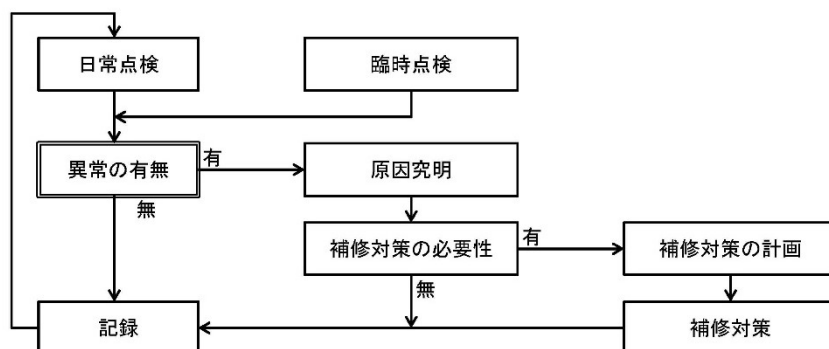 日常点検
臨時点検
異常の有無
有
原因究明
無
補修対策の必要性
有
補修対策の計画
無
記録
補修対策